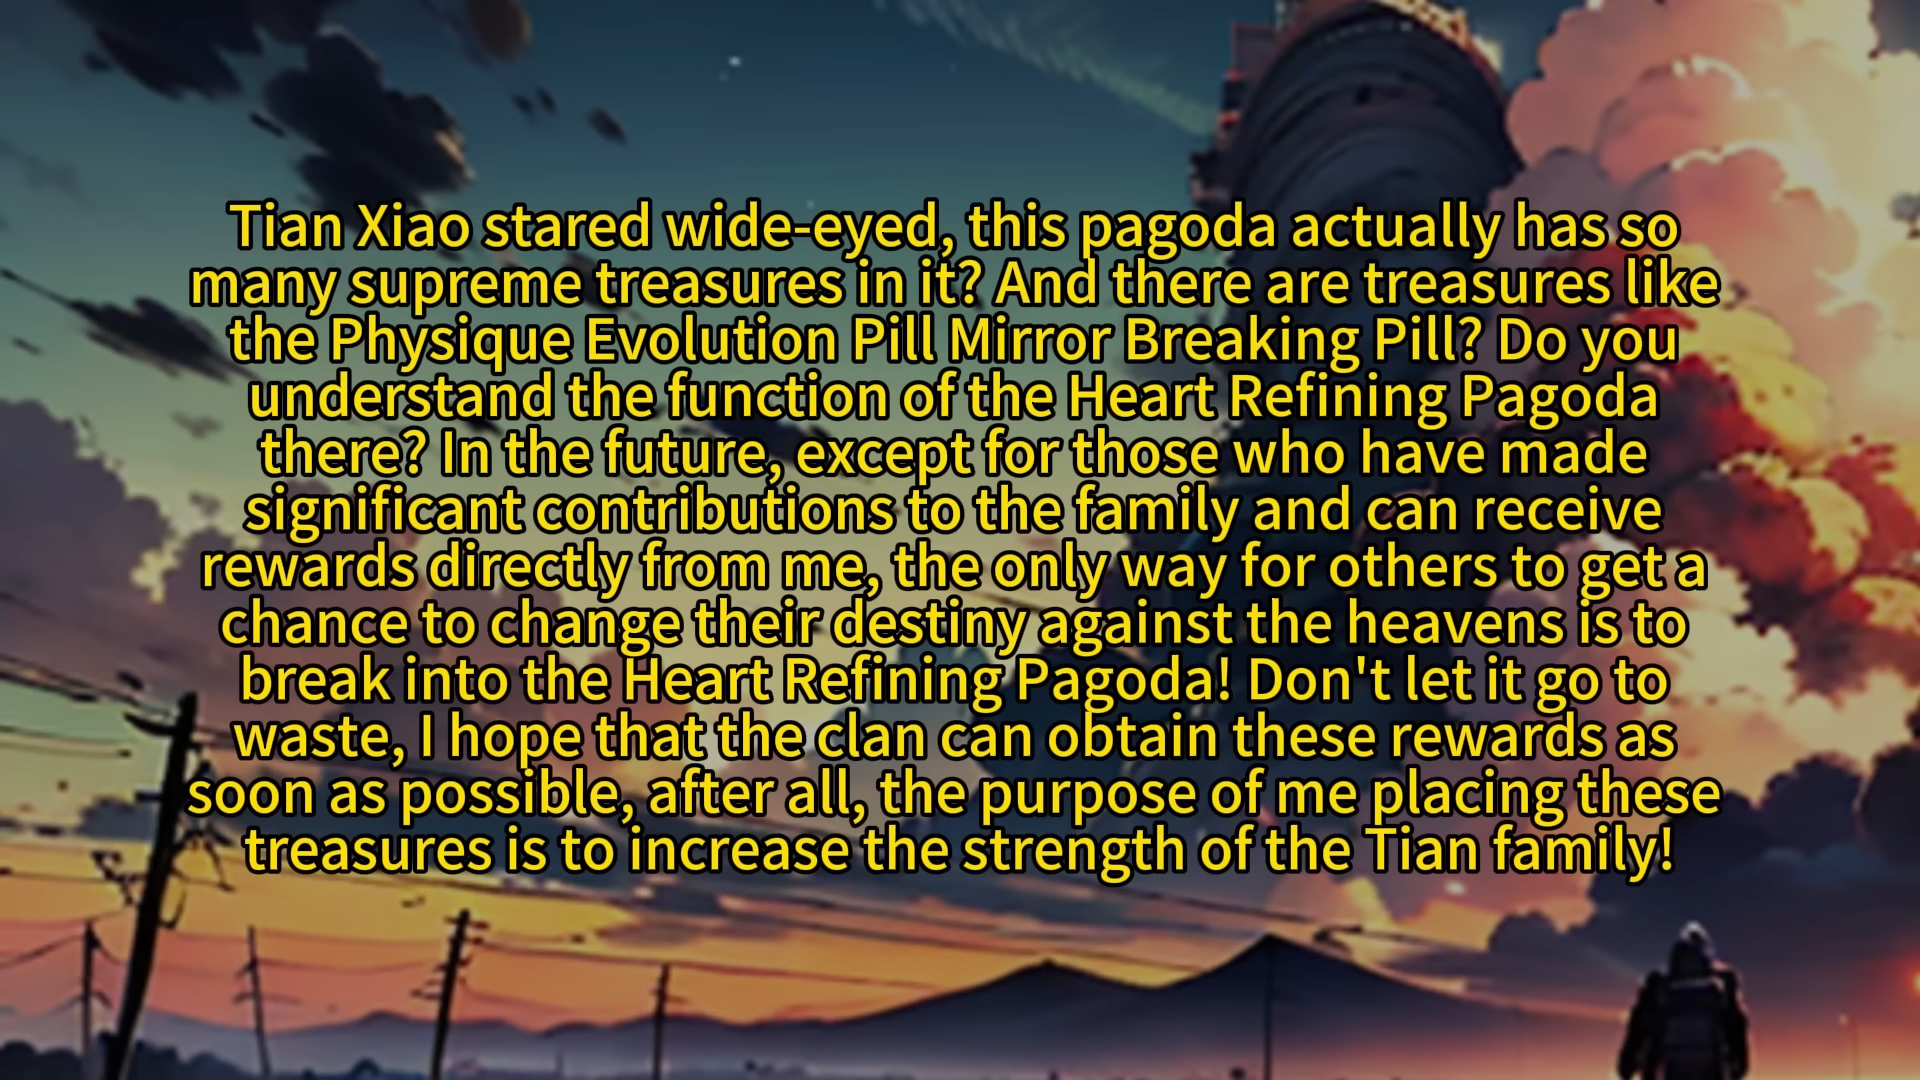 Tian Xiao stared wide-eyed, this pagoda actually has so
many supreme treasures in it? And there are treasures like
the Physique Evolution Pill Mirror Breaking Pill? Do you
understand the function of the Heart Refining Pagoda
there? In the future, except for those who have made
significant contributions to the family and can receive
rewards directly from me, the only way for others to get a
chance to change their destiny against the heavens is to
break into the Heart Refining Pagoda! Don't let it go to
waste, I hope that the clan can obtain these rewards as
soon as possible, after all, the purpose of me placing these
treasures is to increase the strength of the Tian family!